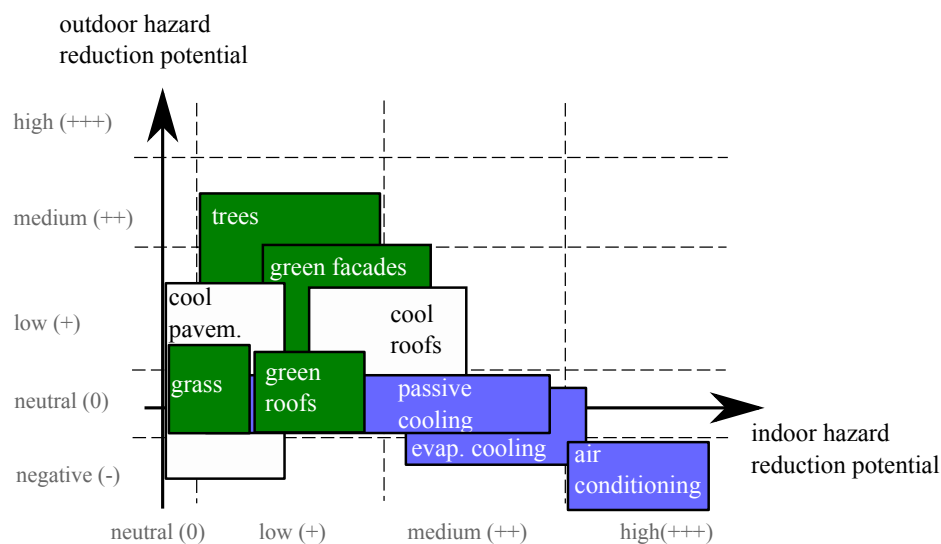 outdoor hazard
reduction potential
high (+++)
medium (++)
trees
green facades
cool
pavem.
low (+)
cool
roofs
grass
green
roofs
passive
cooling
neutral (0)
indoor hazard
reduction potential
evap. cooling
air
conditioning
negative (-)
neutral (0)
low (+)
medium (++)
high(+++)